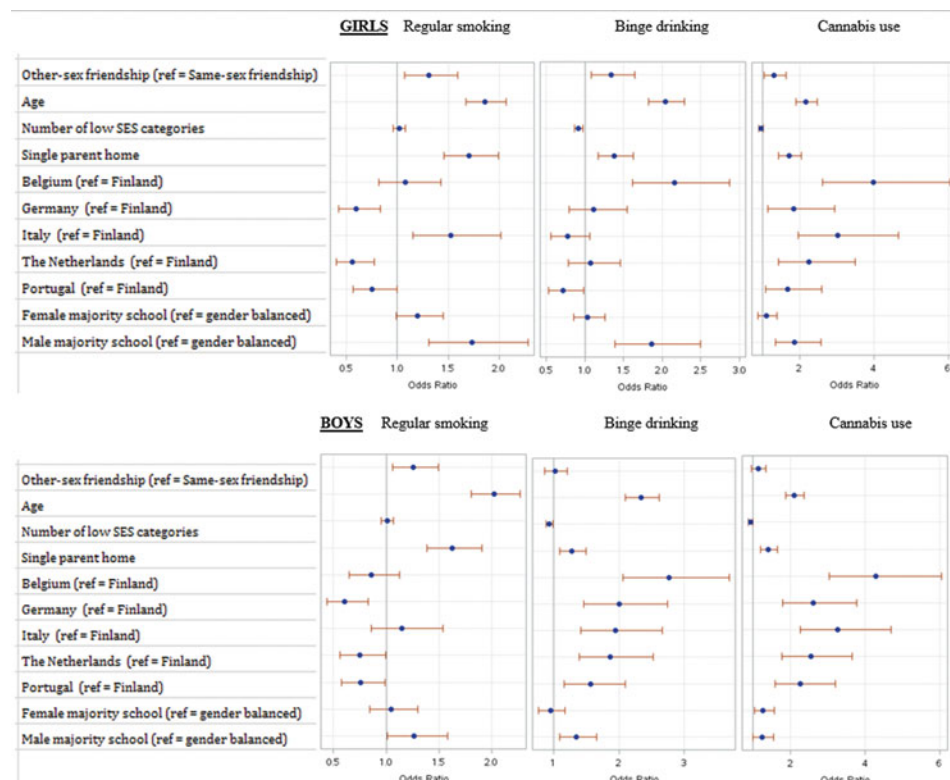 GIRLS Regular smoking Binge drinking Cannabis use
Other-sex friendship (ref = Same-sex friendship)
Age
Number of low SES categories
Single parent home
Belgium (ref = Finland)
Germany (ref = Finland)
Italy (ref = Finland)
The Netherlands (ref = Finland)
Portugal (ref = Finland)
Female majority school (ref = gender balanced)
Male majority school (ref = gender balanced)
0.5 1.0 1.5 2.0 0.5 1.0 1.5 2.0 2.5 3.0 2 4 6
Odds Ratio Odds Ratio Odds Ratio
BOYS Regular smoking Binge drinking Cannabis use
Other-sex friendship (ref = Same-sex friendship)
Age
Number of low SES categories
Single parent home
Belgium (ref = Finland)
Germany (ref = Finland)
Italy (ref = Finland)
The Netherlands (ref = Finland)
Portugal (ref = Finland)
Female majority school (ref = gender balanced)
Male majority school (ref = gender balanced)
0.5 1.0 1.5 2.0 1 2 3 2 4 6
Odds Ratio Odds Ratio Odds Ratio